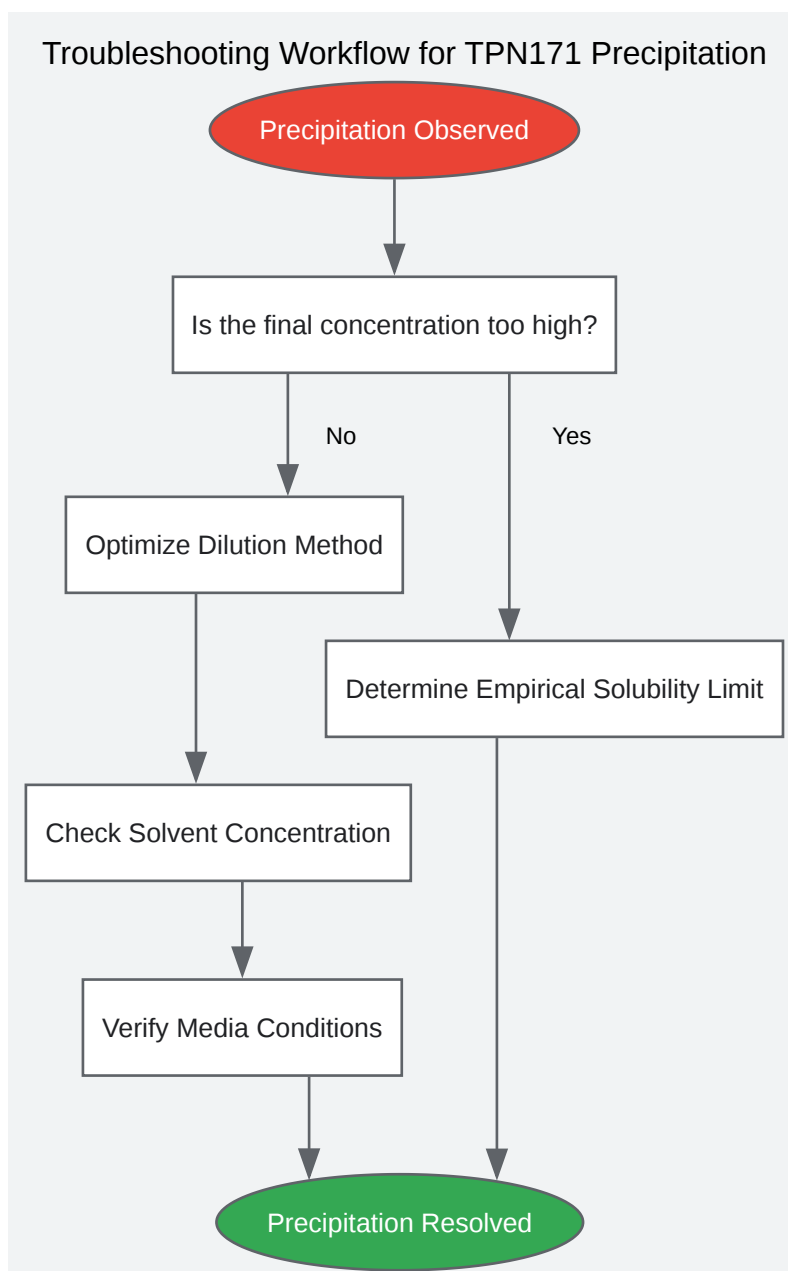 Troubleshooting Workflow for TPN171 Precipitation
Precipitation Observed
Is the final concentration too high?
No
Yes
Optimize Dilution Method
Determine Empirical Solubility Limit
Check Solvent Concentration
Verify Media Conditions
Precipitation Resolved